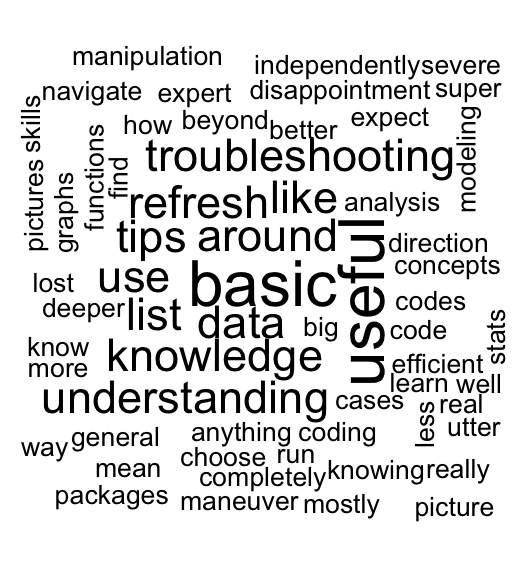 manipulation
independently severe
navigate expert disappointment super
how beyond better expect
troubleshooting
skills
pictures
graphs
functions
find
modeling
refresh like analysis
tips around direction
concepts
lost use basic useful
deeper list data big codes
code
stats
know knowledge efficient
more learn well
understanding cases less real
utter
way general anything coding
mean choose run
completely knowing really
packages maneuver mostly picture